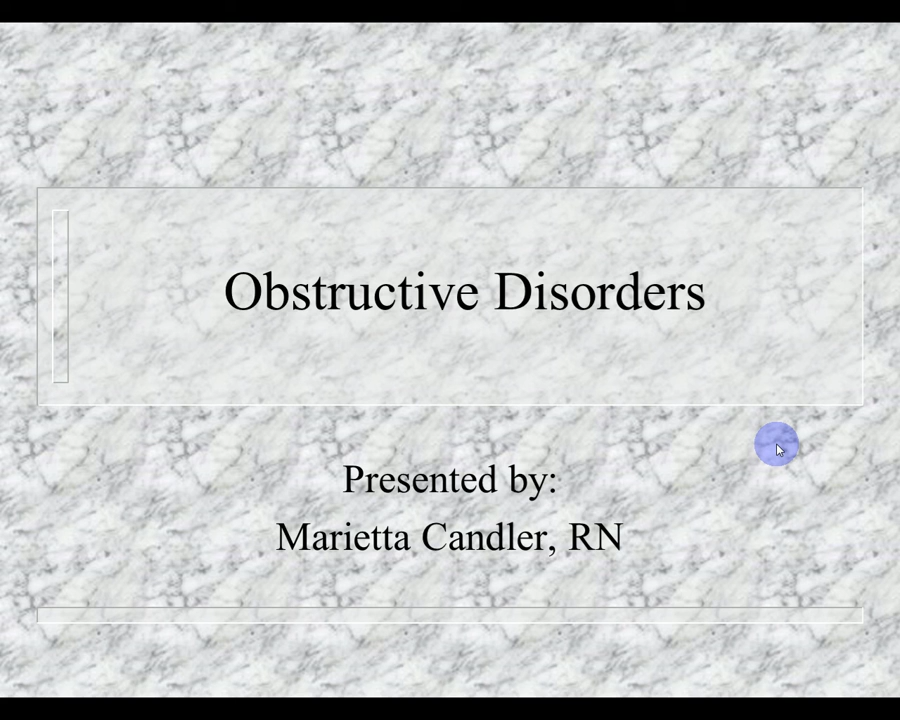 Obstructive Disorders
Presented by:
Marietta Candler, RN